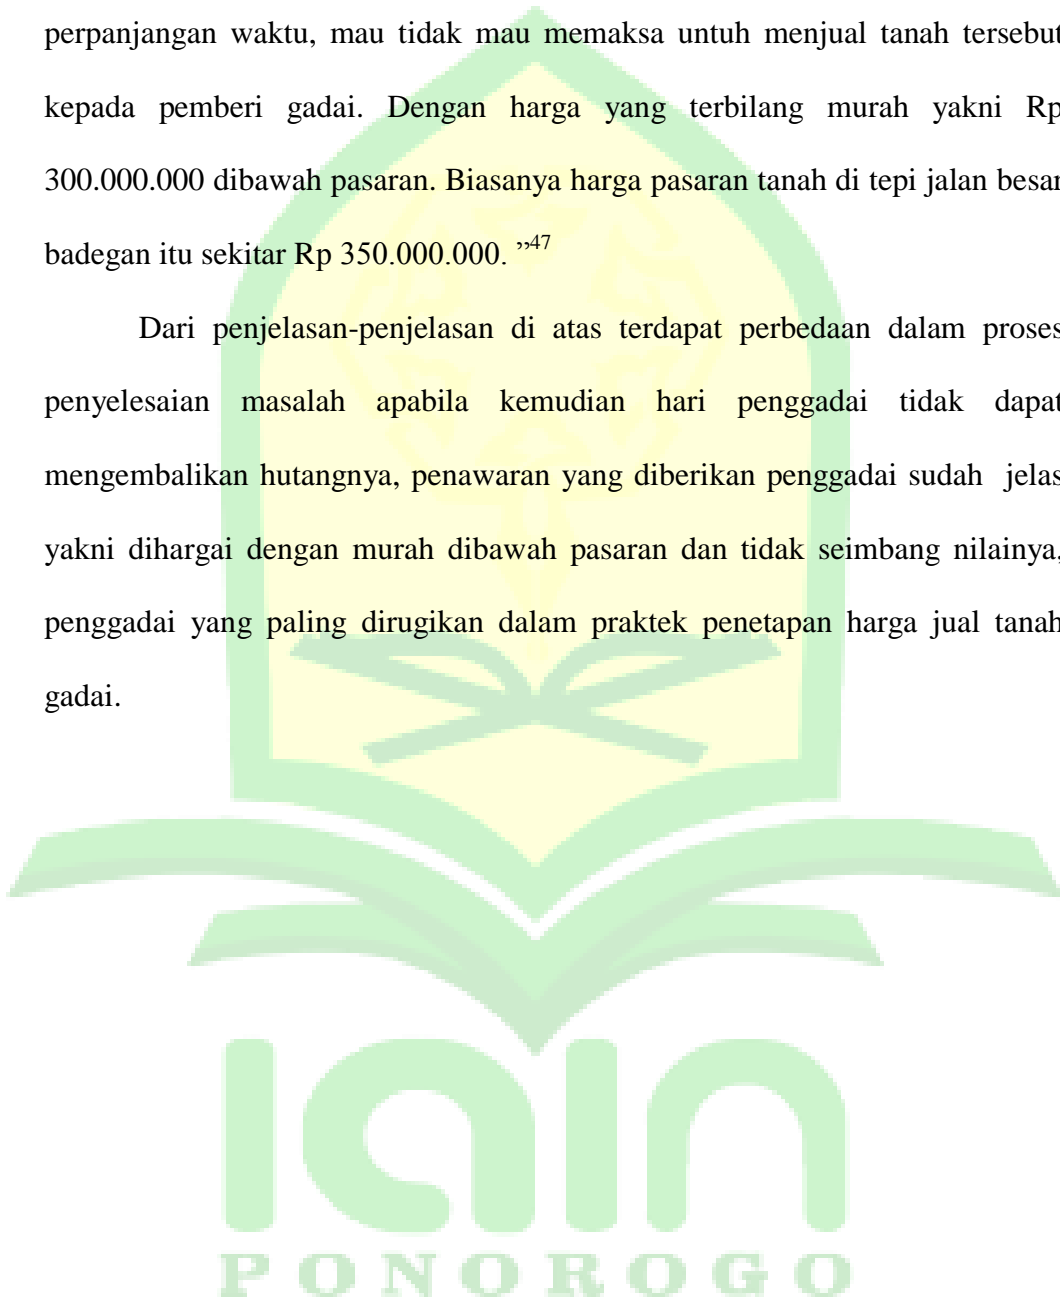 perpanjangan waktu, mau tidak mau memaksa untuh menjual tanah tersebut
kepada pemberi gadai. Dengan harga yang terbilang murah yakni Rp
300.000.000 dibawah pasaran. Biasanya harga pasaran tanah di tepi jalan besar
badegan itu sekitar Rp 350.000.000. ”47
Dari penjelasan-penjelasan di atas terdapat perbedaan dalam proses
penyelesaian masalah apabila kemudian hari penggadai tidak dapat
mengembalikan hutangnya, penawaran yang diberikan penggadai sudah jelas
yakni dihargai dengan murah dibawah pasaran dan tidak seimbang nilainya,
penggadai yang paling dirugikan dalam praktek penetapan harga jual tanah
gadai.
iain
PONOROGO